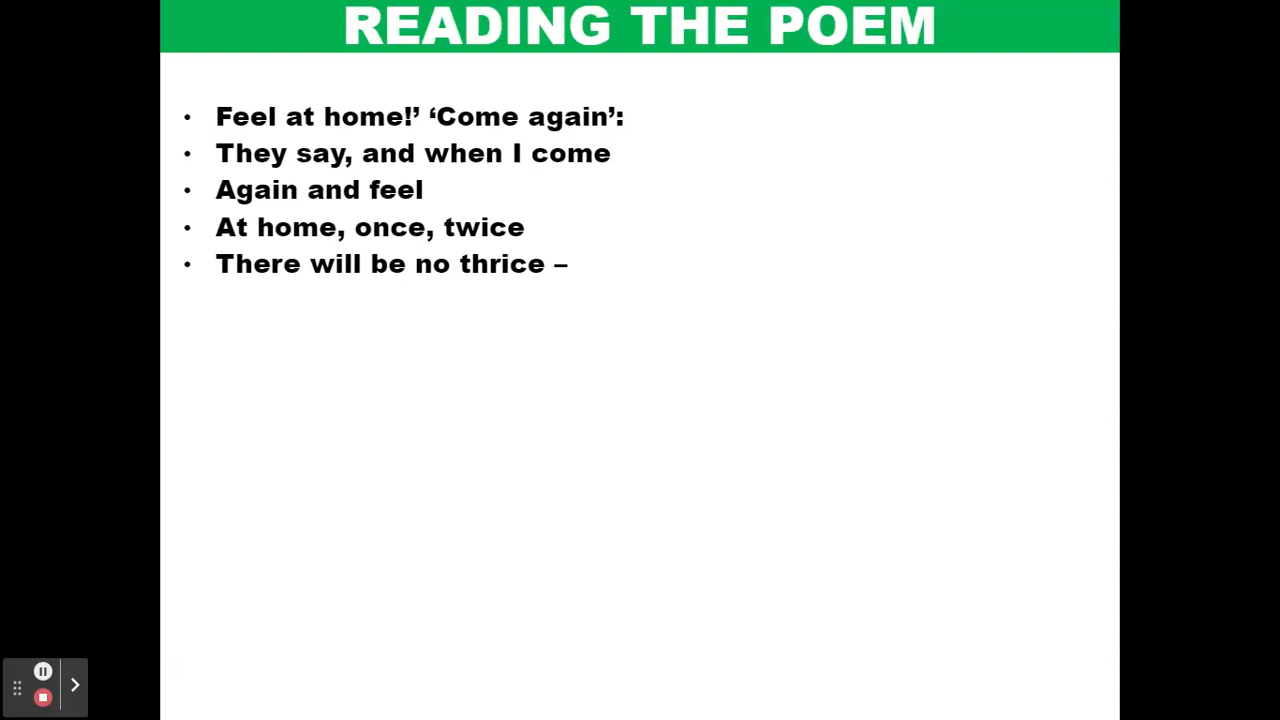 READING THE POEM
• Feel at home!’ ‘Come again’:
• They say, and when I come
• Again and feel
• At home, once, twice
• There will be no thrice –